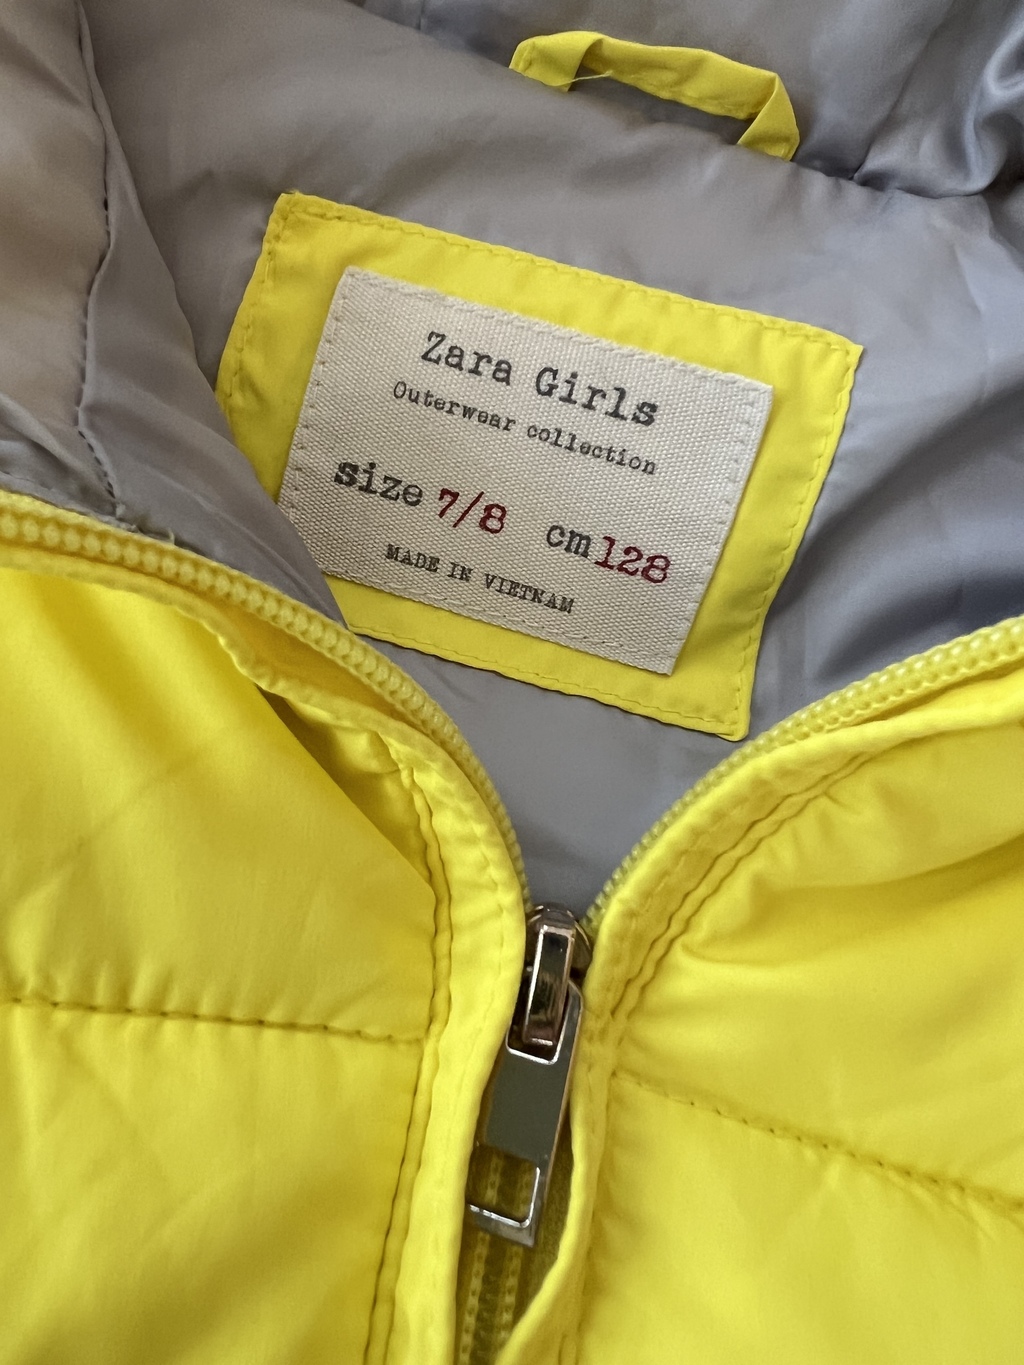 Zara Girls
Outerwear collection
size 7/8 cm 128
MADE IN VIETNAM